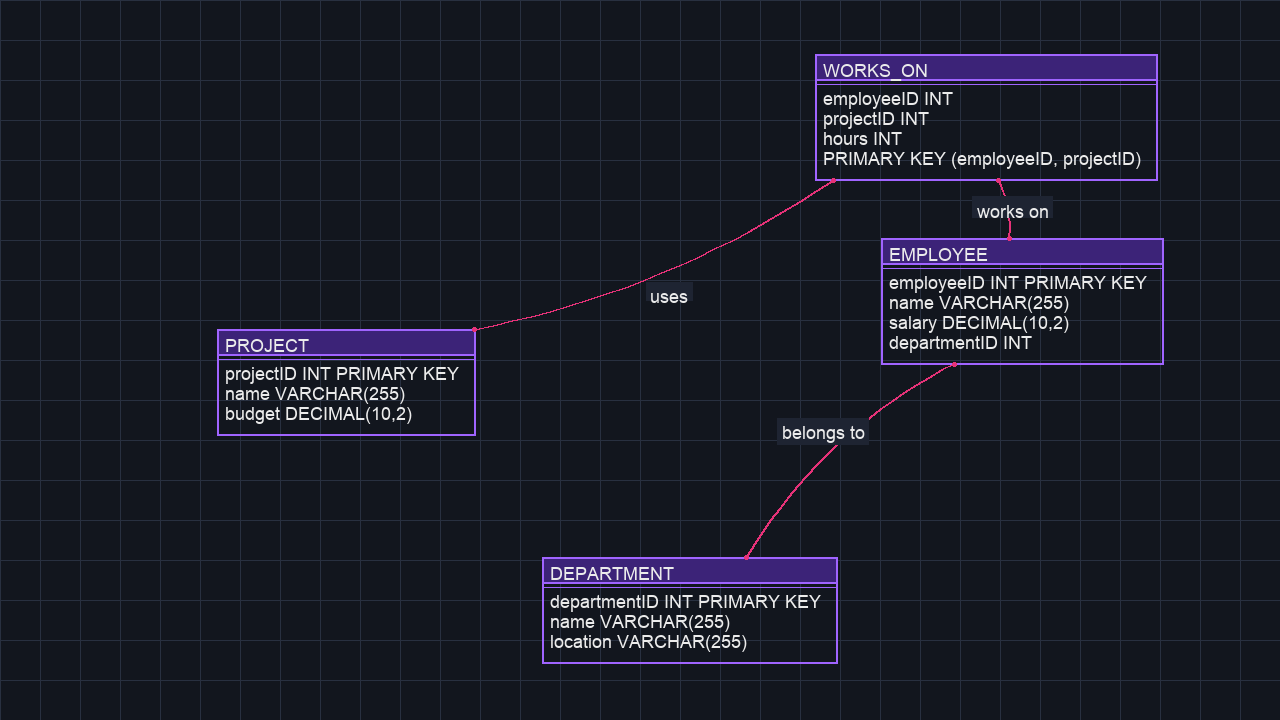 WORKS_ON
employeeID INT
projectID INT
hours INT
PRIMARY KEY (employeeID, projectID)
works on
EMPLOYEE
employeeID INT PRIMARY KEY
name VARCHAR(255)
salary DECIMAL(10,2)
departmentID INT
uses
PROJECT
projectID INT PRIMARY KEY
name VARCHAR(255)
budget DECIMAL(10,2)
belongs to
DEPARTMENT
departmentID INT PRIMARY KEY
name VARCHAR(255)
location VARCHAR(255)